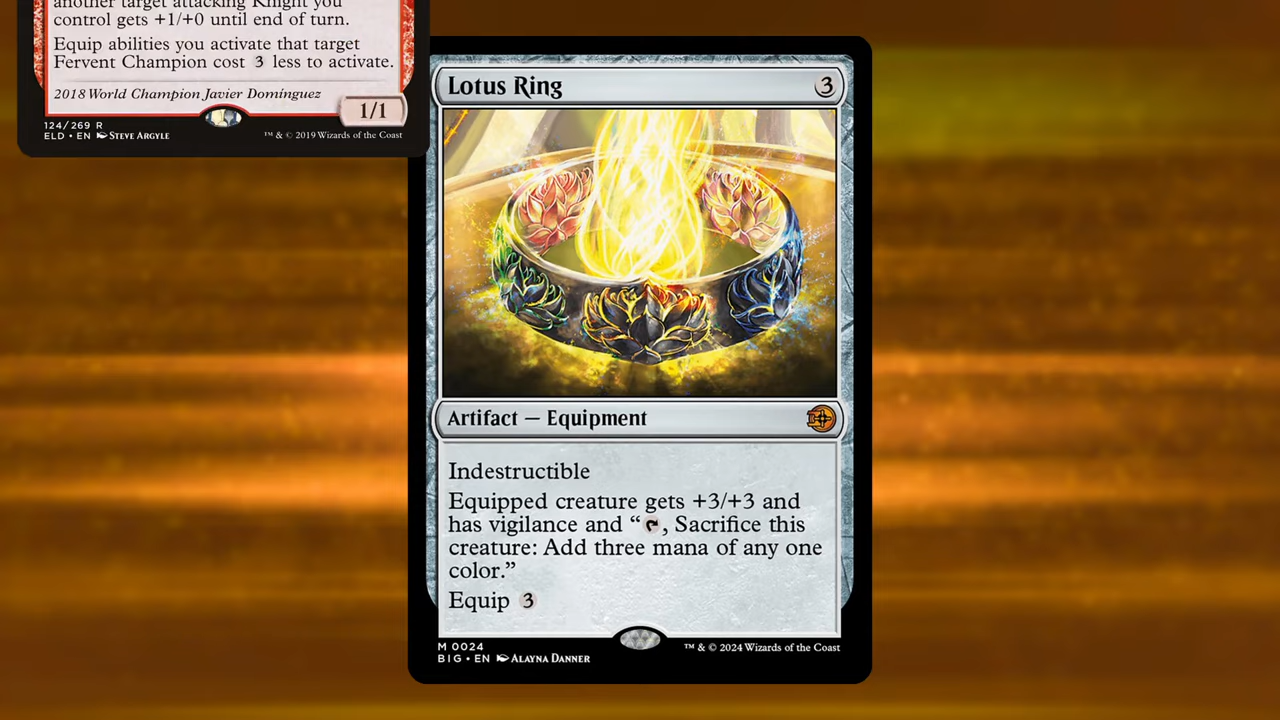 another target attacking Knight you
control gets +1/+0 until end of turn.
Equip abilities you activate that target
Fervent Champion cost 3 less to activate.
2018 World Champion Javier Domínguez
1/1
124/269 R
ELD • EN STEVE ARGYLE
™ & © 2019 Wizards of the Coast
Lotus Ring
3
Artifact — Equipment
Indestructible
Equipped creature gets +3/+3 and
has vigilance and “, Sacrifice this
creature: Add three mana of any one
color.”
Equip 3
M 0024
BIG • EN ALAYNA DANNER
™ & © 2024 Wizards of the Coast